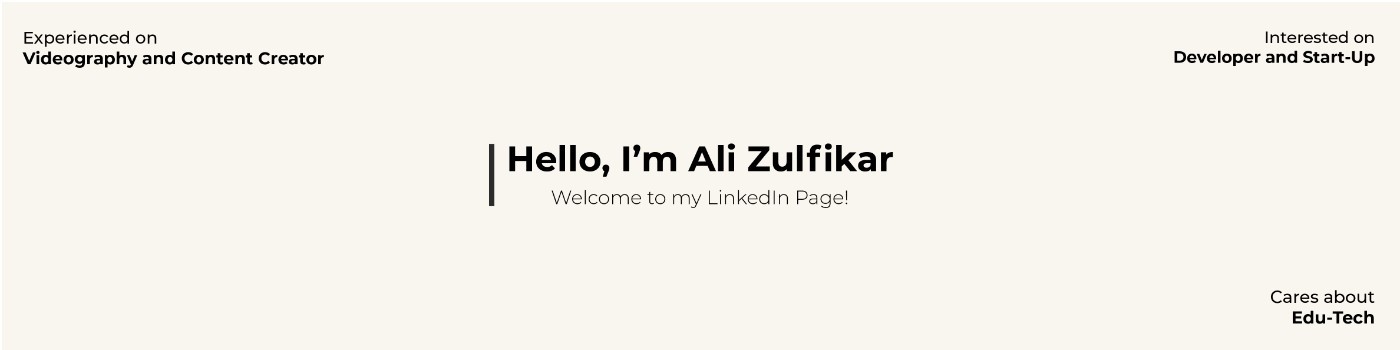 Experienced on
Videography and Content Creator
Interested on
Developer and Start-Up
Hello, I’m Ali Zulfikar
Welcome to my LinkedIn Page!
Cares about
Edu-Tech